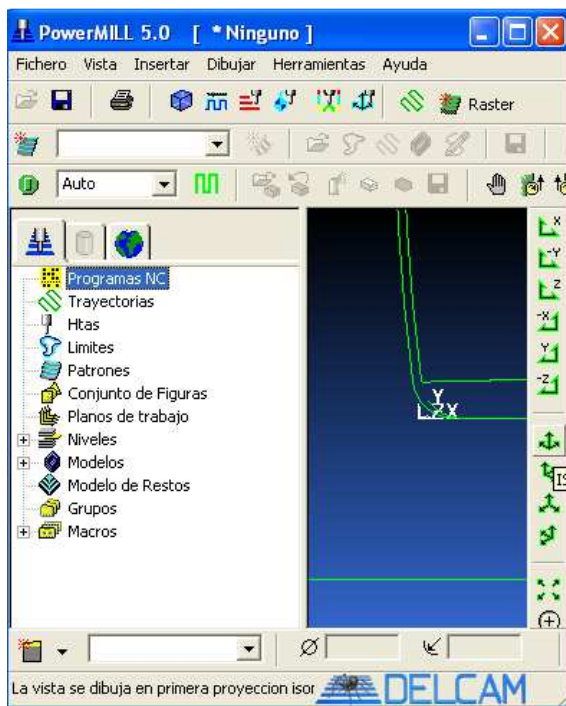 PowerMILL 5.0 [ * Ninguno ]
Fichero Vista Insertar Dibujar Herramientas Ayuda
Raster
Auto
Programas NC
Trayectorias
Htas
Limites
Patrones
Conjunto de Figuras
Planos de trabajo
Niveles
Modelos
Modelo de Restos
Grupos
Macros
Y
ZX
X
-Y
Z
-X
Y
-Z
IS
La vista se dibuja en primera proyeccion isor
DELCAM